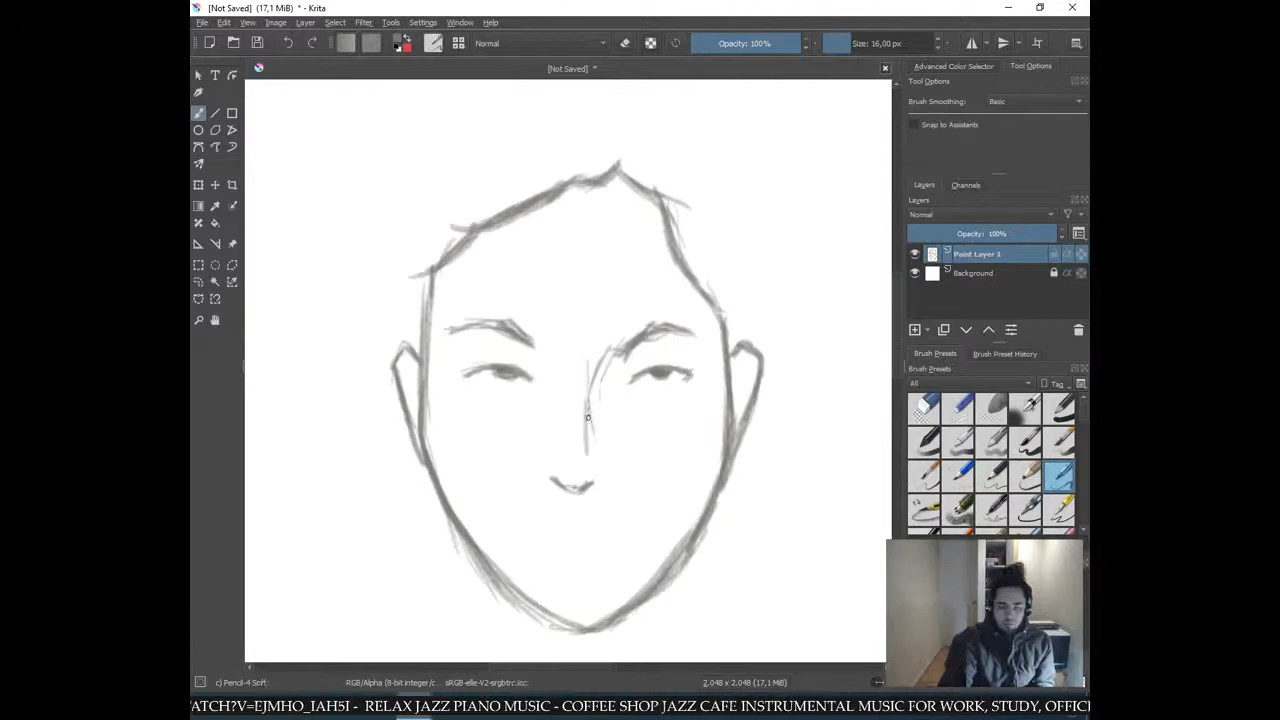 [Not Saved] (17,1 MiB) * - Krita
File Edit View Image Layer Select Filter Tools Settings Window Help
Normal
Opacity: 100%
Size: 16,00 px
[Not Saved] *
Advanced Color Selector
Tool Options
Tool Options
Brush Smoothing:
Basic
Snap to Assistants
Layers
Channels
Layers
Normal
Opacity: 100%
Paint Layer 1
Background
Brush Presets
Brush Preset History
Brush Presets
All
Tag
c) Pencil-4 Soft
RGB/Alpha (8-bit integer/c... sRGB-elle-V2-srgbtrc.icc
2.048 x 2.048 (17,1 MiB)
ATCH?V=EJMHO_IAH5I - RELAX JAZZ PIANO MUSIC - COFFEE SHOP JAZZ CAFE INSTRUMENTAL MUSIC FOR WORK, STUDY, OFFIC